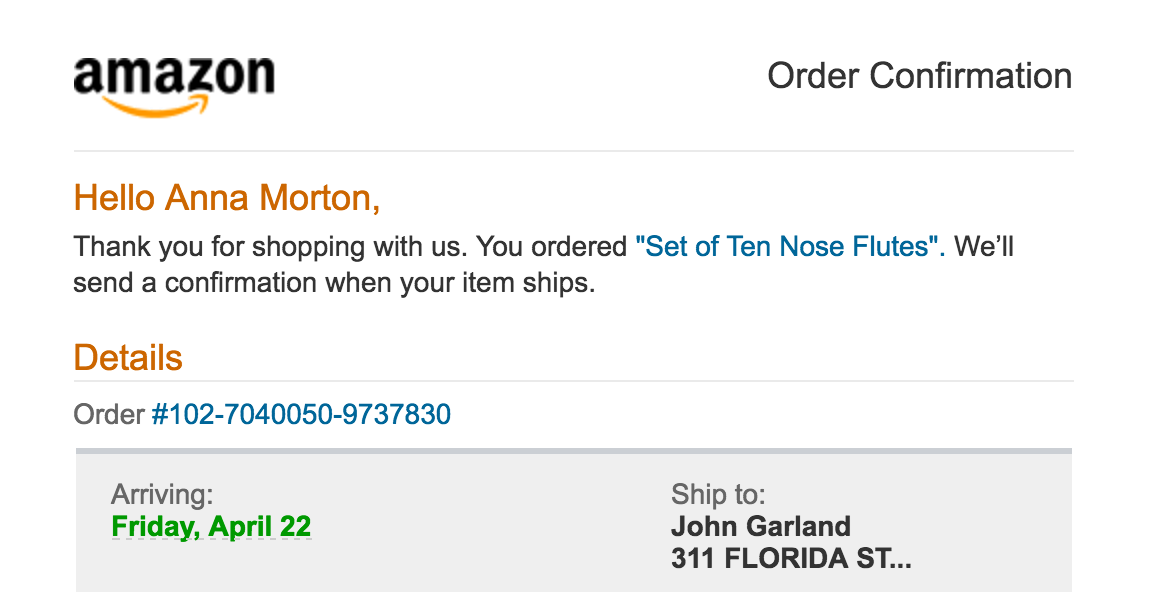 amazon
Order Confirmation
Hello Anna Morton,
Thank you for shopping with us. You ordered "Set of Ten Nose Flutes". We’ll
send a confirmation when your item ships.
Details
Order #102-7040050-9737830
Arriving:
Friday, April 22
Ship to:
John Garland
311 FLORIDA ST...